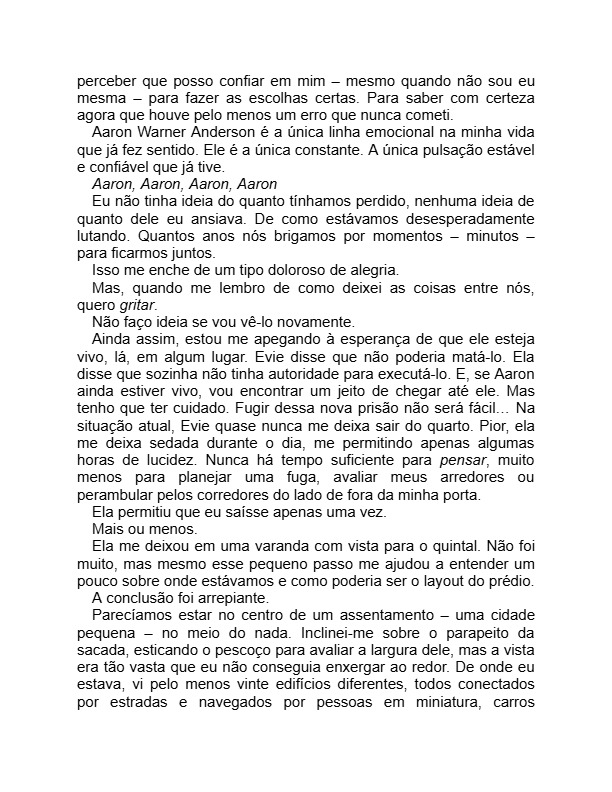 perceber que posso confiar em mim – mesmo quando não sou eu
mesma – para fazer as escolhas certas. Para saber com certeza
agora que houve pelo menos um erro que nunca cometi.
Aaron Warner Anderson é a única linha emocional na minha vida
que já fez sentido. Ele é a única constante. A única pulsação estável
e confiável que já tive.
Aaron, Aaron, Aaron, Aaron
Eu não tinha ideia do quanto tínhamos perdido, nenhuma ideia de
quanto dele eu ansiava. De como estávamos desesperadamente
lutando. Quantos anos nós brigamos por momentos – minutos –
para ficarmos juntos.
Isso me enche de um tipo doloroso de alegria.
Mas, quando me lembro de como deixei as coisas entre nós,
quero gritar.
Não faço ideia se vou vê-lo novamente.
Ainda assim, estou me apegando à esperança de que ele esteja
vivo, lá, em algum lugar. Evie disse que não poderia matá-lo. Ela
disse que sozinha não tinha autoridade para executá-lo. E, se Aaron
ainda estiver vivo, vou encontrar um jeito de chegar até ele. Mas
tenho que ter cuidado. Fugir dessa nova prisão não será fácil… Na
situação atual, Evie quase nunca me deixa sair do quarto. Pior, ela
me deixa sedada durante o dia, me permitindo apenas algumas
horas de lucidez. Nunca há tempo suficiente para pensar, muito
menos para planejar uma fuga, avaliar meus arredores ou
perambular pelos corredores do lado de fora da minha porta.
Ela permitiu que eu saísse apenas uma vez.
Mais ou menos.
Ela me deixou em uma varanda com vista para o quintal. Não foi
muito, mas mesmo esse pequeno passo me ajudou a entender um
pouco sobre onde estávamos e como poderia ser o layout do prédio.
A conclusão foi arrepiante.
Parecíamos estar no centro de um assentamento – uma cidade
pequena – no meio do nada. Inclinei-me sobre o parapeito da
sacada, esticando o pescoço para avaliar a largura dele, mas a vista
era tão vasta que eu não conseguia enxergar ao redor. De onde eu
estava, vi pelo menos vinte edifícios diferentes, todos conectados
por estradas e navegados por pessoas em miniatura, carros